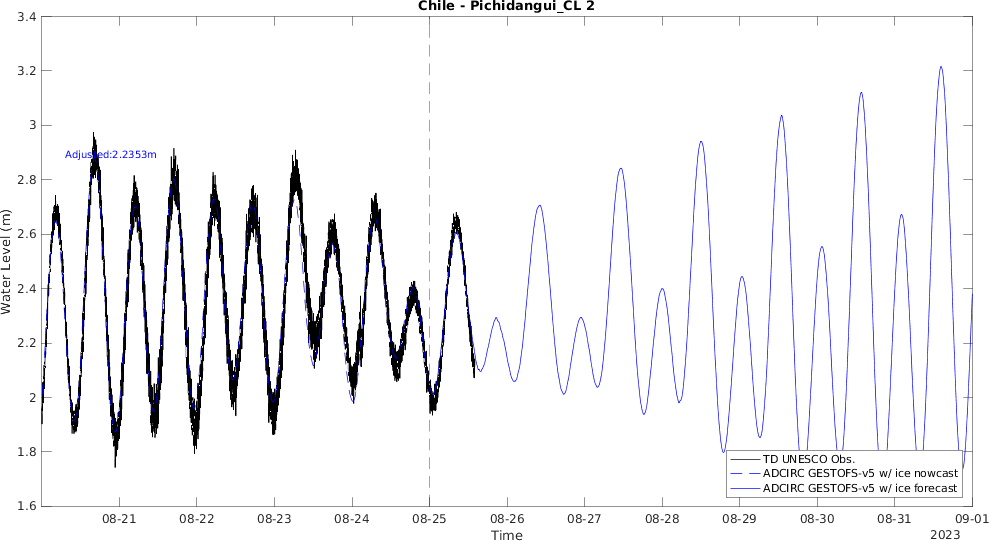 Chile - Pichidangui_CL 2
3.4
3.2
3
2.8
2.6
2.4
2.2
2
1.8
1.6
Water Level (m)
Adjusted:2.2353m
TD UNESCO Obs.
ADCIRC GESTOFS-v5 w/ ice nowcast
ADCIRC GESTOFS-v5 w/ ice forecast
08-21 08-22 08-23 08-24 08-25 08-26 08-27 08-28 08-29 08-30 08-31 09-01
Time
2023